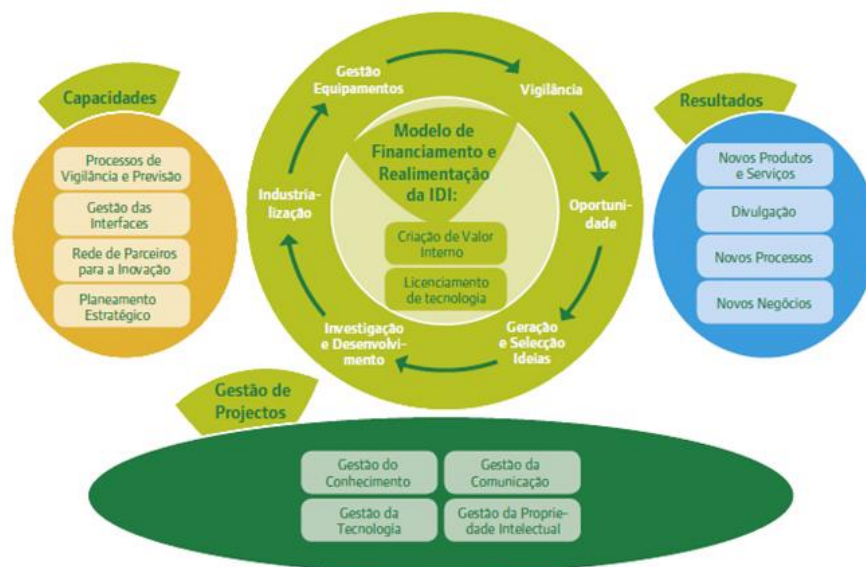 Capacidades
Processos de
Vigilância e Previsão
Gestão das
Interfaces
Rede de Parceiros
para a Inovação
Planeamento
Estratégico
Gestão
Equipamentos
Vigilância
Oportuni-
dade
Geração
e Selecção
Ideias
Investigação
e Desenvolvi-
mento
Industria-
lização
Modelo de
Financiamento e
Realimentação
da IDI:
Criação de Valor
Interno
Licenciamento
de tecnologia
Resultados
Novos Produtos
e Serviços
Divulgação
Novos Processos
Novos Negócios
Gestão de
Projectos
Gestão do
Conhecimento
Gestão da
Comunicação
Gestão da
Tecnologia
Gestão da Proprie-
dade Intelectual